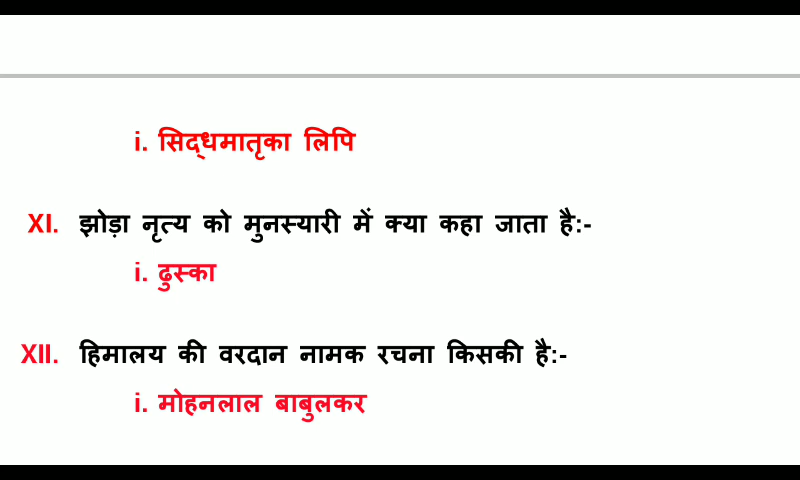 i. सिद्धमातृका लिपि
XI. झोड़ा नृत्य को मुनस्यारी में क्या कहा जाता है:-
i. ढुस्का
XII. हिमालय की वरदान नामक रचना किसकी है:-
i. मोहनलाल बाबुलकर